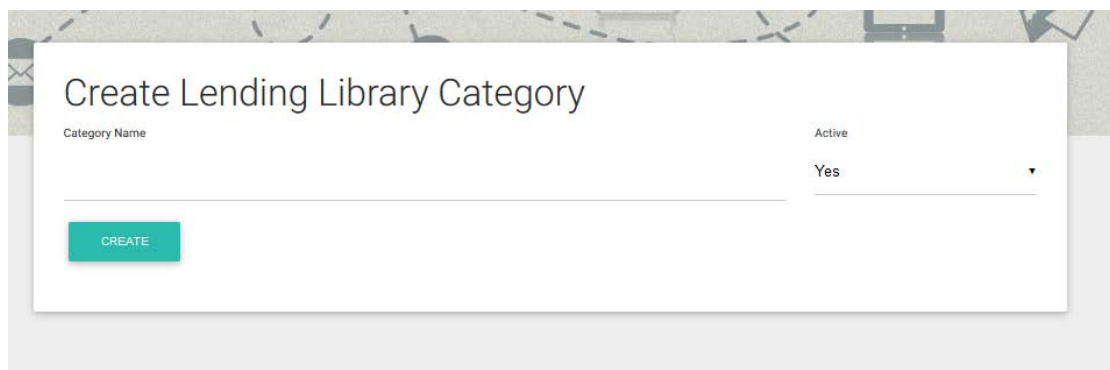 Create Lending Library Category
Category Name
Active
Yes
CREATE